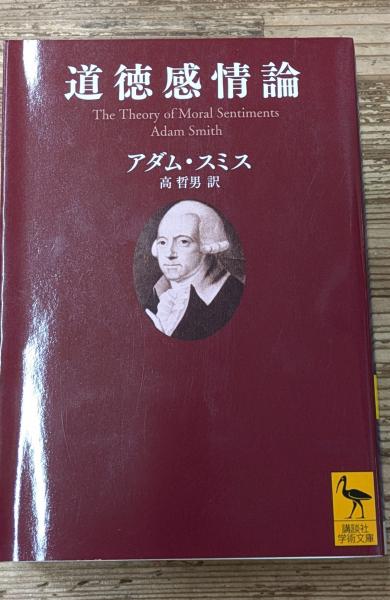 道徳感情論
The Theory of Moral Sentiments
Adam Smith
アダム・スミス
高 哲男 訳
講談社
学術文庫